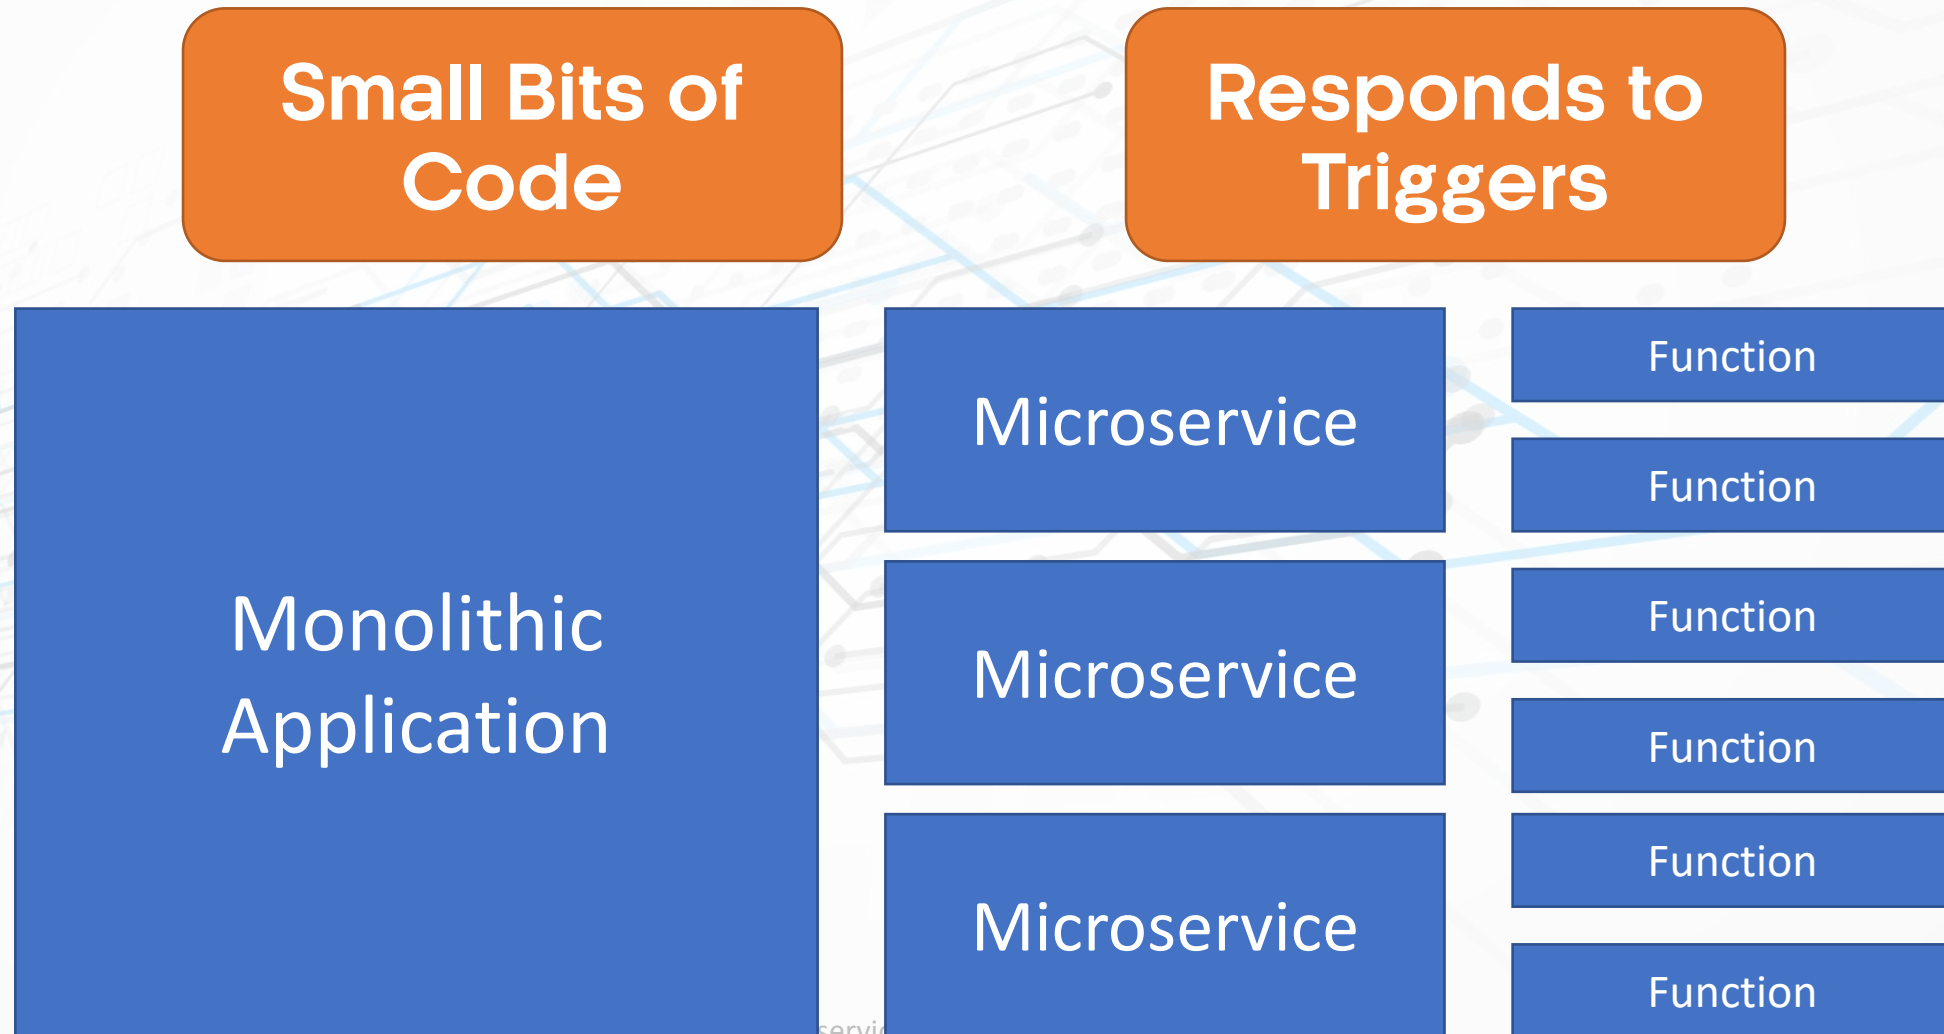 Small Bits of
Code
Responds to
Triggers
Monolithic
Application
Microservice
Microservice
Microservice
Function
Function
Function
Function
Function
Function